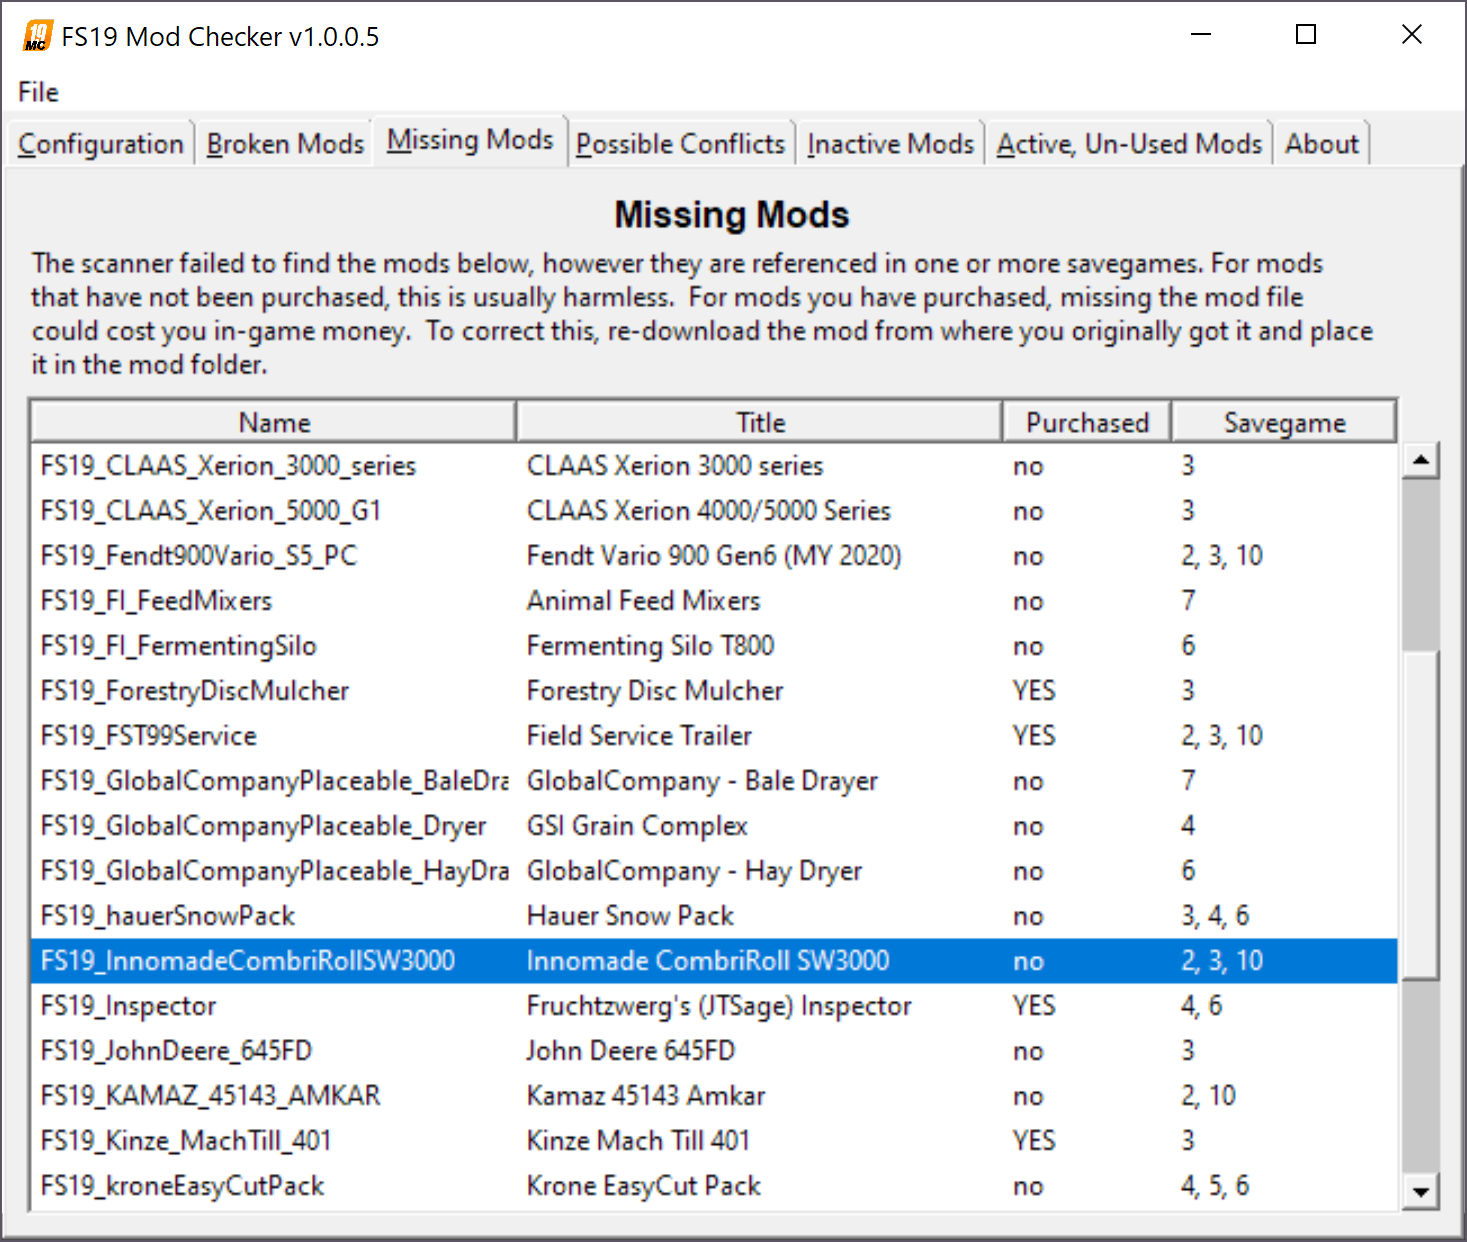 19
MC
FS19 Mod Checker v1.0.0.5
File
Configuration Broken Mods Missing Mods Possible Conflicts Inactive Mods Active, Un-Used Mods About
Missing Mods
The scanner failed to find the mods below, however they are referenced in one or more savegames. For mods
that have not been purchased, this is usually harmless.  For mods you have purchased, missing the mod file
could cost you in-game money.  To correct this, re-download the mod from where you originally got it and place
it in the mod folder.
Name Title Purchased Savegame
FS19_CLAAS_Xerion_3000_series CLAAS Xerion 3000 series no 3
FS19_CLAAS_Xerion_5000_G1 CLAAS Xerion 4000/5000 Series no 3
FS19_Fendt900Vario_S5_PC Fendt Vario 900 Gen6 (MY 2020) no 2, 3, 10
FS19_FI_FeedMixers Animal Feed Mixers no 7
FS19_FI_FermentingSilo Fermenting Silo T800 no 6
FS19_ForestryDiscMulcher Forestry Disc Mulcher YES 3
FS19_FST99Service Field Service Trailer YES 2, 3, 10
FS19_GlobalCompanyPlaceable_BaleDra GlobalCompany - Bale Drayer no 7
FS19_GlobalCompanyPlaceable_Dryer GSI Grain Complex no 4
FS19_GlobalCompanyPlaceable_HayDra GlobalCompany - Hay Dryer no 6
FS19_hauerSnowPack Hauer Snow Pack no 3, 4, 6
FS19_InnomadeCombriRollSW3000 Innomade CombriRoll SW3000 no 2, 3, 10
FS19_Inspector Fruchtzwerg's (JTSage) Inspector YES 4, 6
FS19_JohnDeere_645FD John Deere 645FD no 3
FS19_KAMAZ_45143_AMKAR Kamaz 45143 Amkar no 2, 10
FS19_Kinze_MachTill_401 Kinze Mach Till 401 YES 3
FS19_kroneEasyCutPack Krone EasyCut Pack no 4, 5, 6